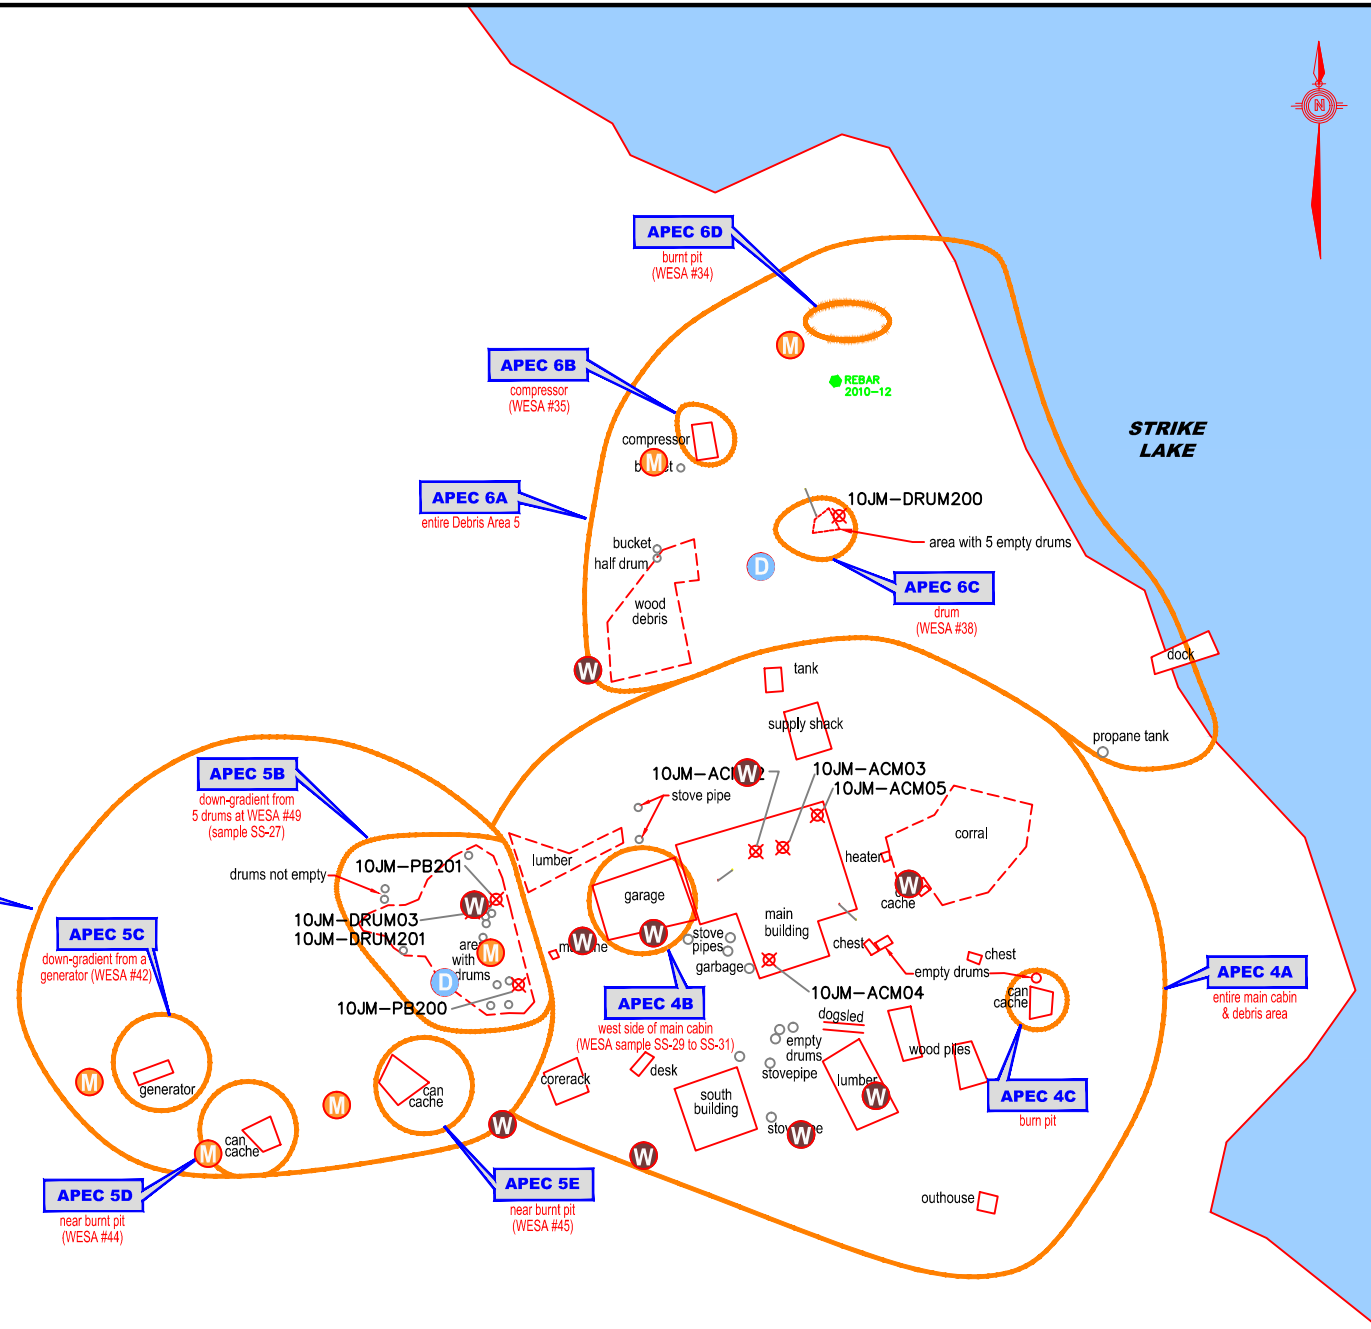 N
APEC 6D
burnt pit
(WESA #34)
M
APEC 6B
compressor
(WESA #35)
REBAR
2010-12
STRIKE
LAKE
compressor
M
APEC 6A
entire Debris Area 5
10JM-DRUM200
area with 5 empty drums
bucket
half drum
D
APEC 6C
drum
(WESA #38)
wood
debris
W
dock
tank
supply shack
propane tank
APEC 5B
down-gradient from
5 drums at WESA #49
(sample SS-27)
W
10JM-ACM03
10JM-ACM05
stove pipe
lumber
corral
heater
10JM-PB201
drums not empty
garage
W
cache
10JM-DRUM03
W
10JM-DRUM201
main
building
APEC 5C
down-gradient from a
generator (WESA #42)
M
with
drums
D
W
W
stove
pipes
garbage
chest
chest
empty drums
APEC 4A
entire main cabin
& debris area
10JM-PB200
APEC 4B
west side of main cabin
(WESA sample SS-29 to SS-31)
10JM-ACM04
can
cache
dogsled
empty
drums
stovepipe
wood piles
generator
M
can
cache
corerack
desk
south
building
lumber
W
APEC 4C
burn pit
M
W
W
W
can
cache
M
APEC 5D
near burnt pit
(WESA #44)
APEC 5E
near burnt pit
(WESA #45)
outhouse